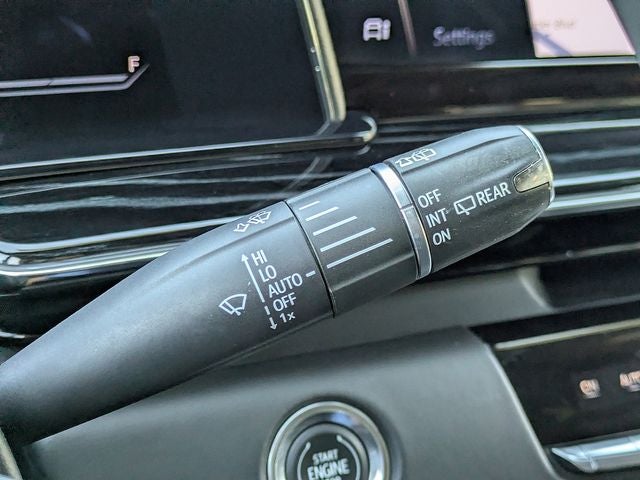 F
Settings
HI
LO
AUTO
OFF
1x
OFF
INT
ON
REAR
START
ENGINE
ON